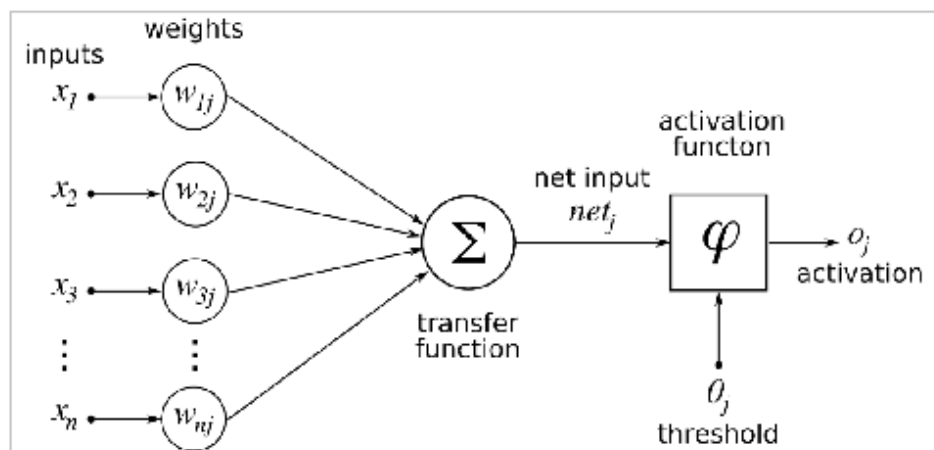 weights
inputs
x1
w1j
x2
w2j
x3
w3j
⋮
⋮
xn
wnj
Σ
transfer
function
net input
netj
activation
functon
φ
oj
activation
θj
threshold